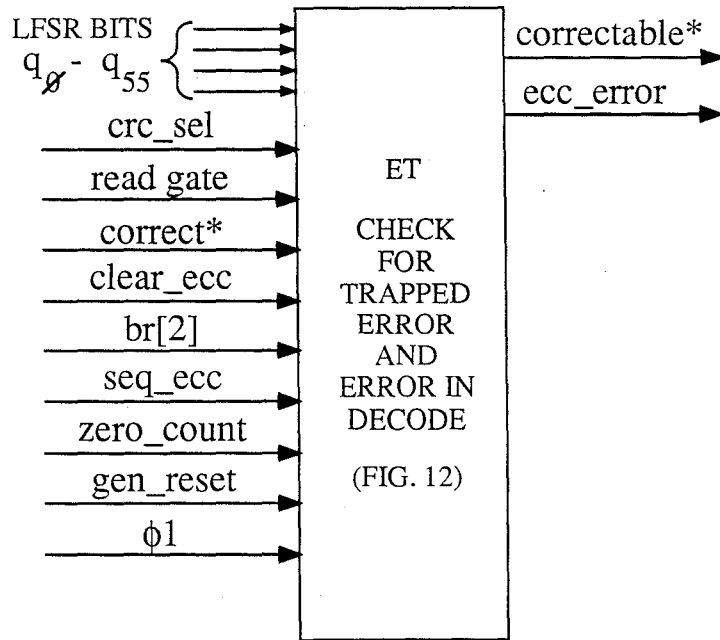 LFSR BITS
q0 - q55
crc_sel
read gate
correct*
clear_ecc
br[2]
seq_ecc
zero_count
gen_reset
ϕ1
ET
CHECK
FOR
TRAPPED
ERROR
AND
ERROR IN
DECODE
(FIG. 12)
correctable*
ecc_error